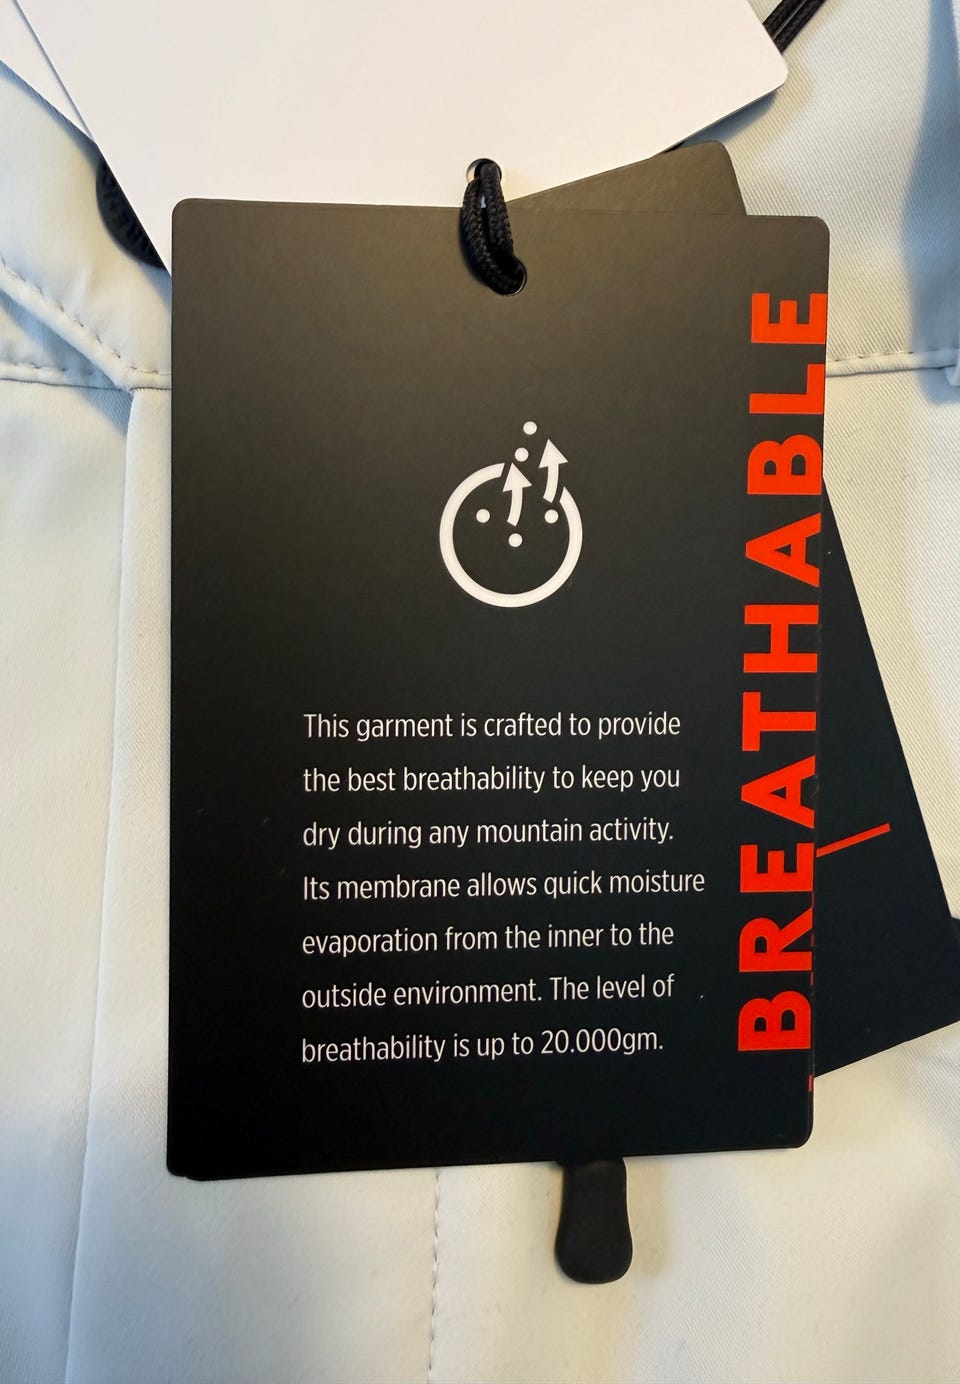 This garment is crafted to provide
the best breathability to keep you
dry during any mountain activity.
Its membrane allows quick moisture
evaporation from the inner to the
outside environment. The level of
breathability is up to 20.000gm.
BREATHABLE